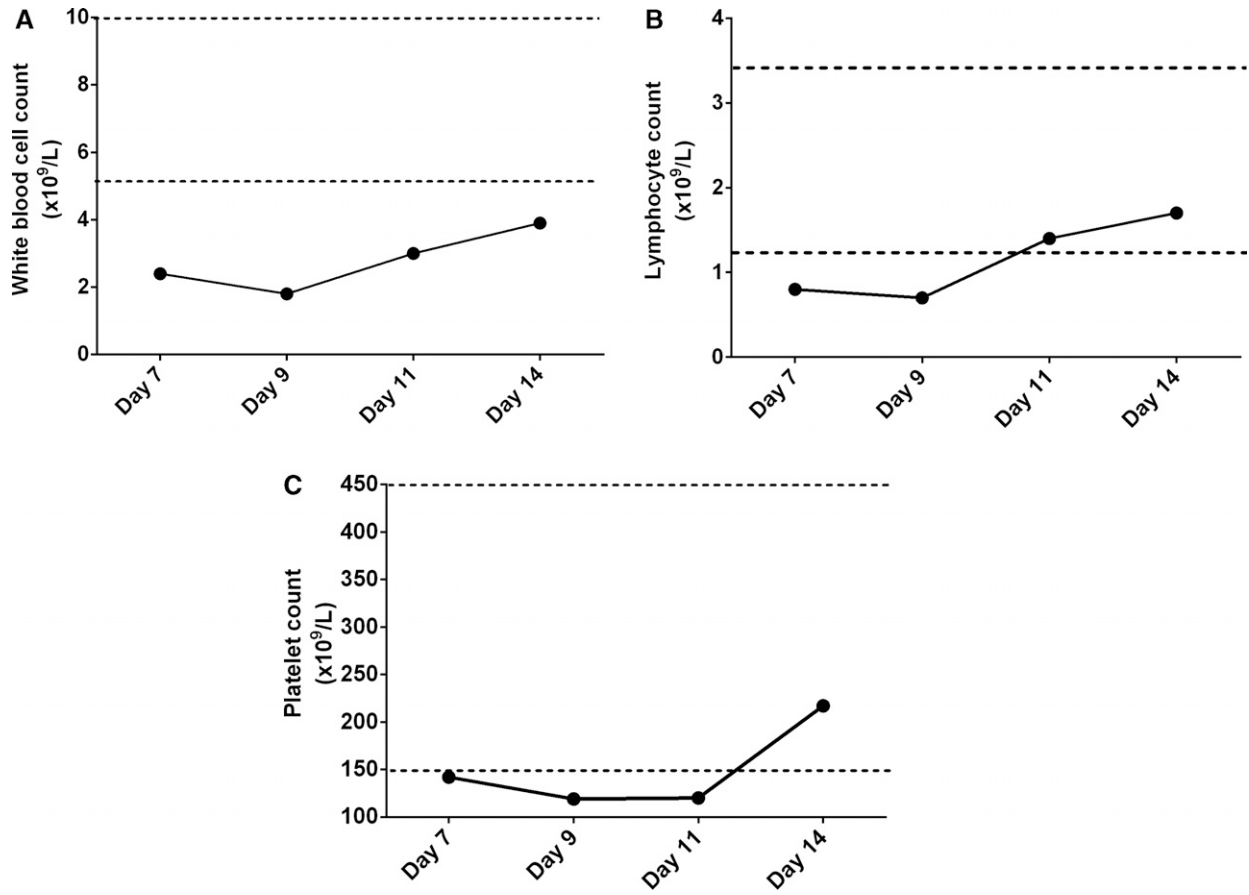 A
White blood cell count
(x10⁹/L)
10
8
6
4
2
0
Day 7
Day 9
Day 11
Day 14
B
Lymphocyte count
(x10⁹/L)
4
3
2
1
0
Day 7
Day 9
Day 11
Day 14
C
Platelet count
(x10⁹/L)
450
400
350
300
250
200
150
100
Day 7
Day 9
Day 11
Day 14